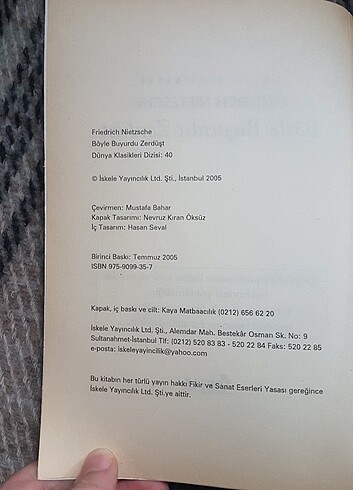 Friedrich Nietzsche
Böyle Buyurdu Zerdüşt
Dünya Klasikleri Dizisi: 40
© İskele Yayıncılık Ltd. Şti., İstanbul 2005
Çevirmen: Mustafa Bahar
Kapak Tasarımı: Nevruz Kıran Öksüz
İç Tasarım: Hasan Seval
Birinci Baskı: Temmuz 2005
ISBN 975-9099-35-7
Kapak, iç baskı ve cilt: Kaya Matbaacılık (0212) 656 62 20
İskele Yayıncılık Ltd. Şti., Alemdar Mah. Bestekâr Osman Sk. No: 9
Sultanahmet-İstanbul Tlf: (0212) 520 83 83 - 520 22 84 Faks: 520 22 85
e-posta: iskeleyayincilik@yahoo.com
Bu kitabın her türlü yayın hakkı Fikir ve Sanat Eserleri Yasası gereğince
İskele Yayıncılık Ltd. Şti.ye aittir.